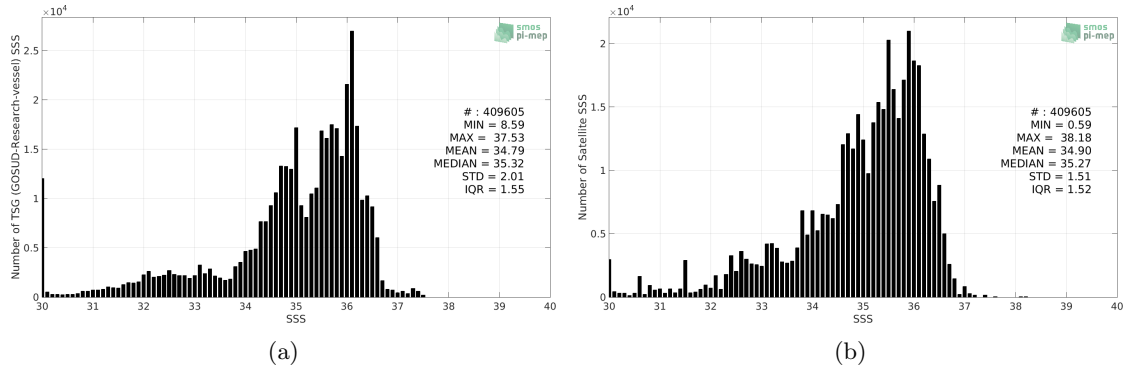 ×10⁴
smos
pi-mep
Number of TSG (GOSUD-Research-vessel) SSS
2.5
2
1.5
1
0.5
0
# : 409605
MIN = 8.59
MAX = 37.53
MEAN = 34.79
MEDIAN = 35.32
STD = 2.01
IQR = 1.55
30 31 32 33 34 35 36 37 38 39 40
SSS
(a)
×10⁴
smos
pi-mep
Number of Satellite SSS
2
1.5
1
0.5
0
# : 409605
MIN = 0.59
MAX = 38.18
MEAN = 34.90
MEDIAN = 35.27
STD = 1.51
IQR = 1.52
30 31 32 33 34 35 36 37 38 39 40
SSS
(b)